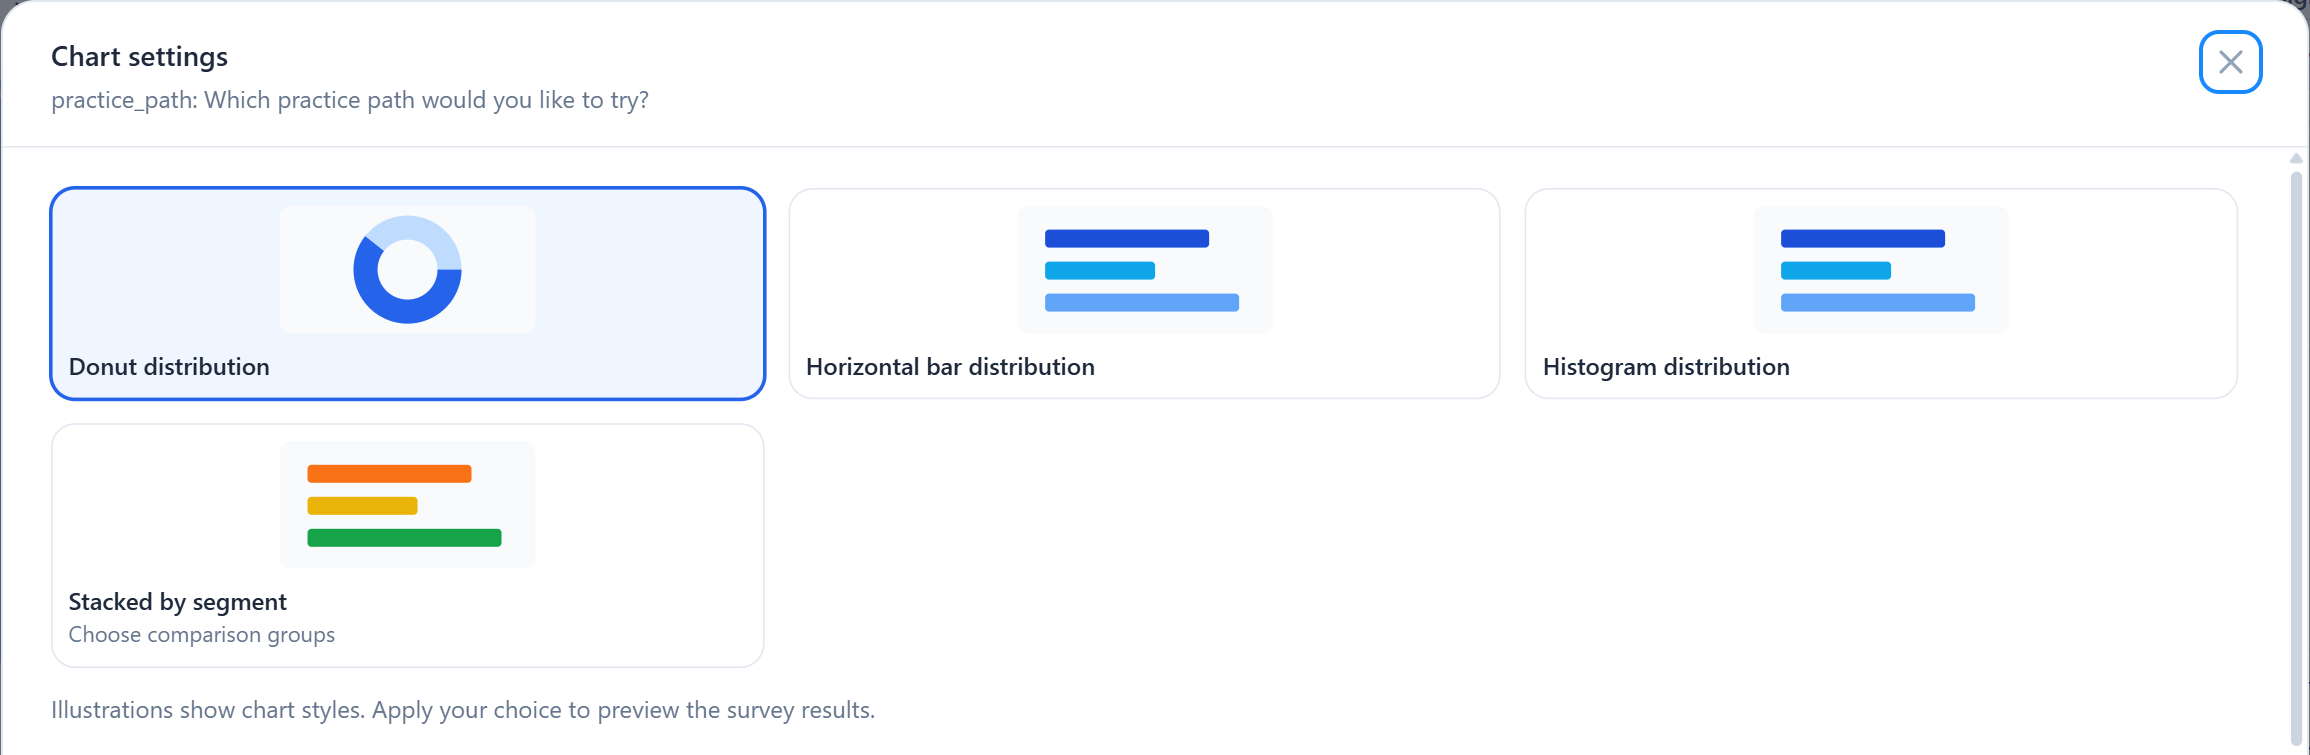 Chart settings
practice_path: Which practice path would you like to try?
Donut distribution
Horizontal bar distribution
Histogram distribution
Stacked by segment
Choose comparison groups
Illustrations show chart styles. Apply your choice to preview the survey results.